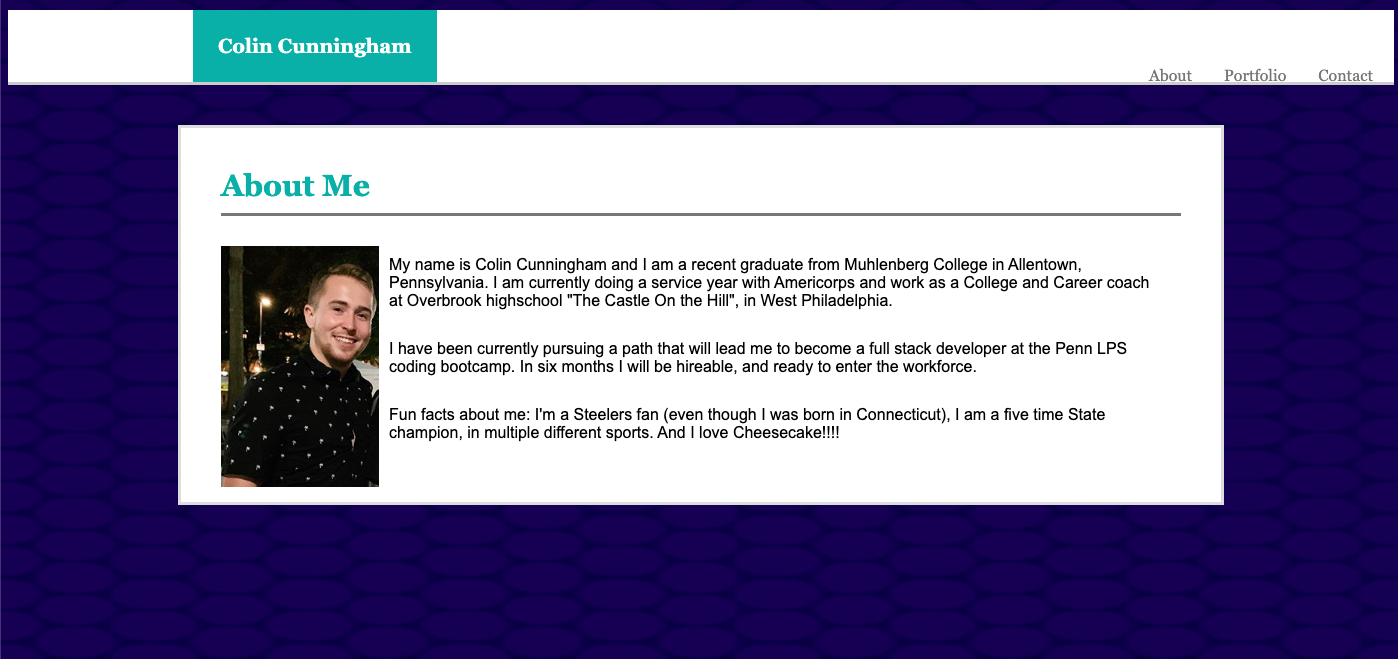 Colin Cunningham
About Portfolio Contact
About Me
My name is Colin Cunningham and I am a recent graduate from Muhlenberg College in Allentown,
Pennsylvania. I am currently doing a service year with Americorps and work as a College and Career coach
at Overbrook highschool "The Castle On the Hill", in West Philadelphia.
I have been currently pursuing a path that will lead me to become a full stack developer at the Penn LPS
coding bootcamp. In six months I will be hireable, and ready to enter the workforce.
Fun facts about me: I'm a Steelers fan (even though I was born in Connecticut), I am a five time State
champion, in multiple different sports. And I love Cheesecake!!!!